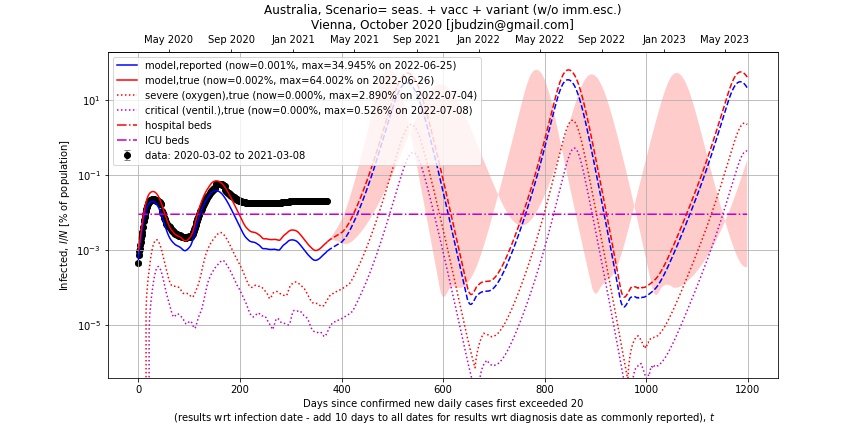 Australia, Scenario= seas. + vacc + variant (w/o imm.esc.)
Vienna, October 2020 [jbudzin@gmail.com]
May 2020 Sep 2020 Jan 2021 May 2021 Sep 2021 Jan 2022 May 2022 Sep 2022 Jan 2023 May 2023
model,reported (now=0.001%, max=34.945% on 2022-06-25)
model,true (now=0.002%, max=64.002% on 2022-06-26)
severe (oxygen),true (now=0.000%, max=2.890% on 2022-07-04)
critical (ventil.),true (now=0.000%, max=0.526% on 2022-07-08)
hospital beds
ICU beds
data: 2020-03-02 to 2021-03-08
Infected, I/N [% of population]
10¹
10⁻¹
10⁻³
10⁻⁵
0 200 400 600 800 1000 1200
Days since confirmed new daily cases first exceeded 20
(results wrt infection date - add 10 days to all dates for results wrt diagnosis date as commonly reported), t